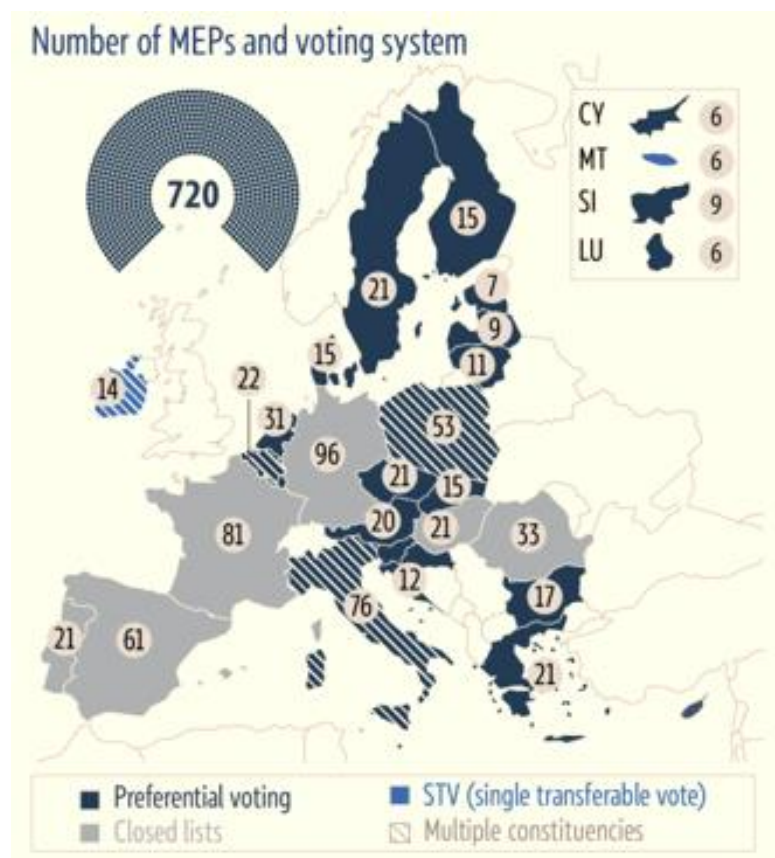 Number of MEPs and voting system
720
CY 6
MT 6
SI 9
LU 6
15
21
7
9
15
11
22
14
31
53
96
21
15
20
21
33
81
12
17
76
21
61
21
Preferential voting
STV (single transferable vote)
Closed lists
Multiple constituencies